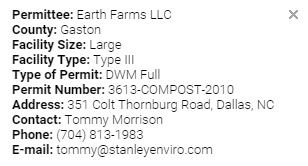 Permittee: Earth Farms LLC
County: Gaston
Facility Size: Large
Facility Type: Type III
Type of Permit: DWM Full
Permit Number: 3613-COMPOST-2010
Address: 351 Colt Thornburg Road, Dallas, NC
Contact: Tommy Morrison
Phone: (704) 813-1983
E-mail: tommy@stanleyenviro.com